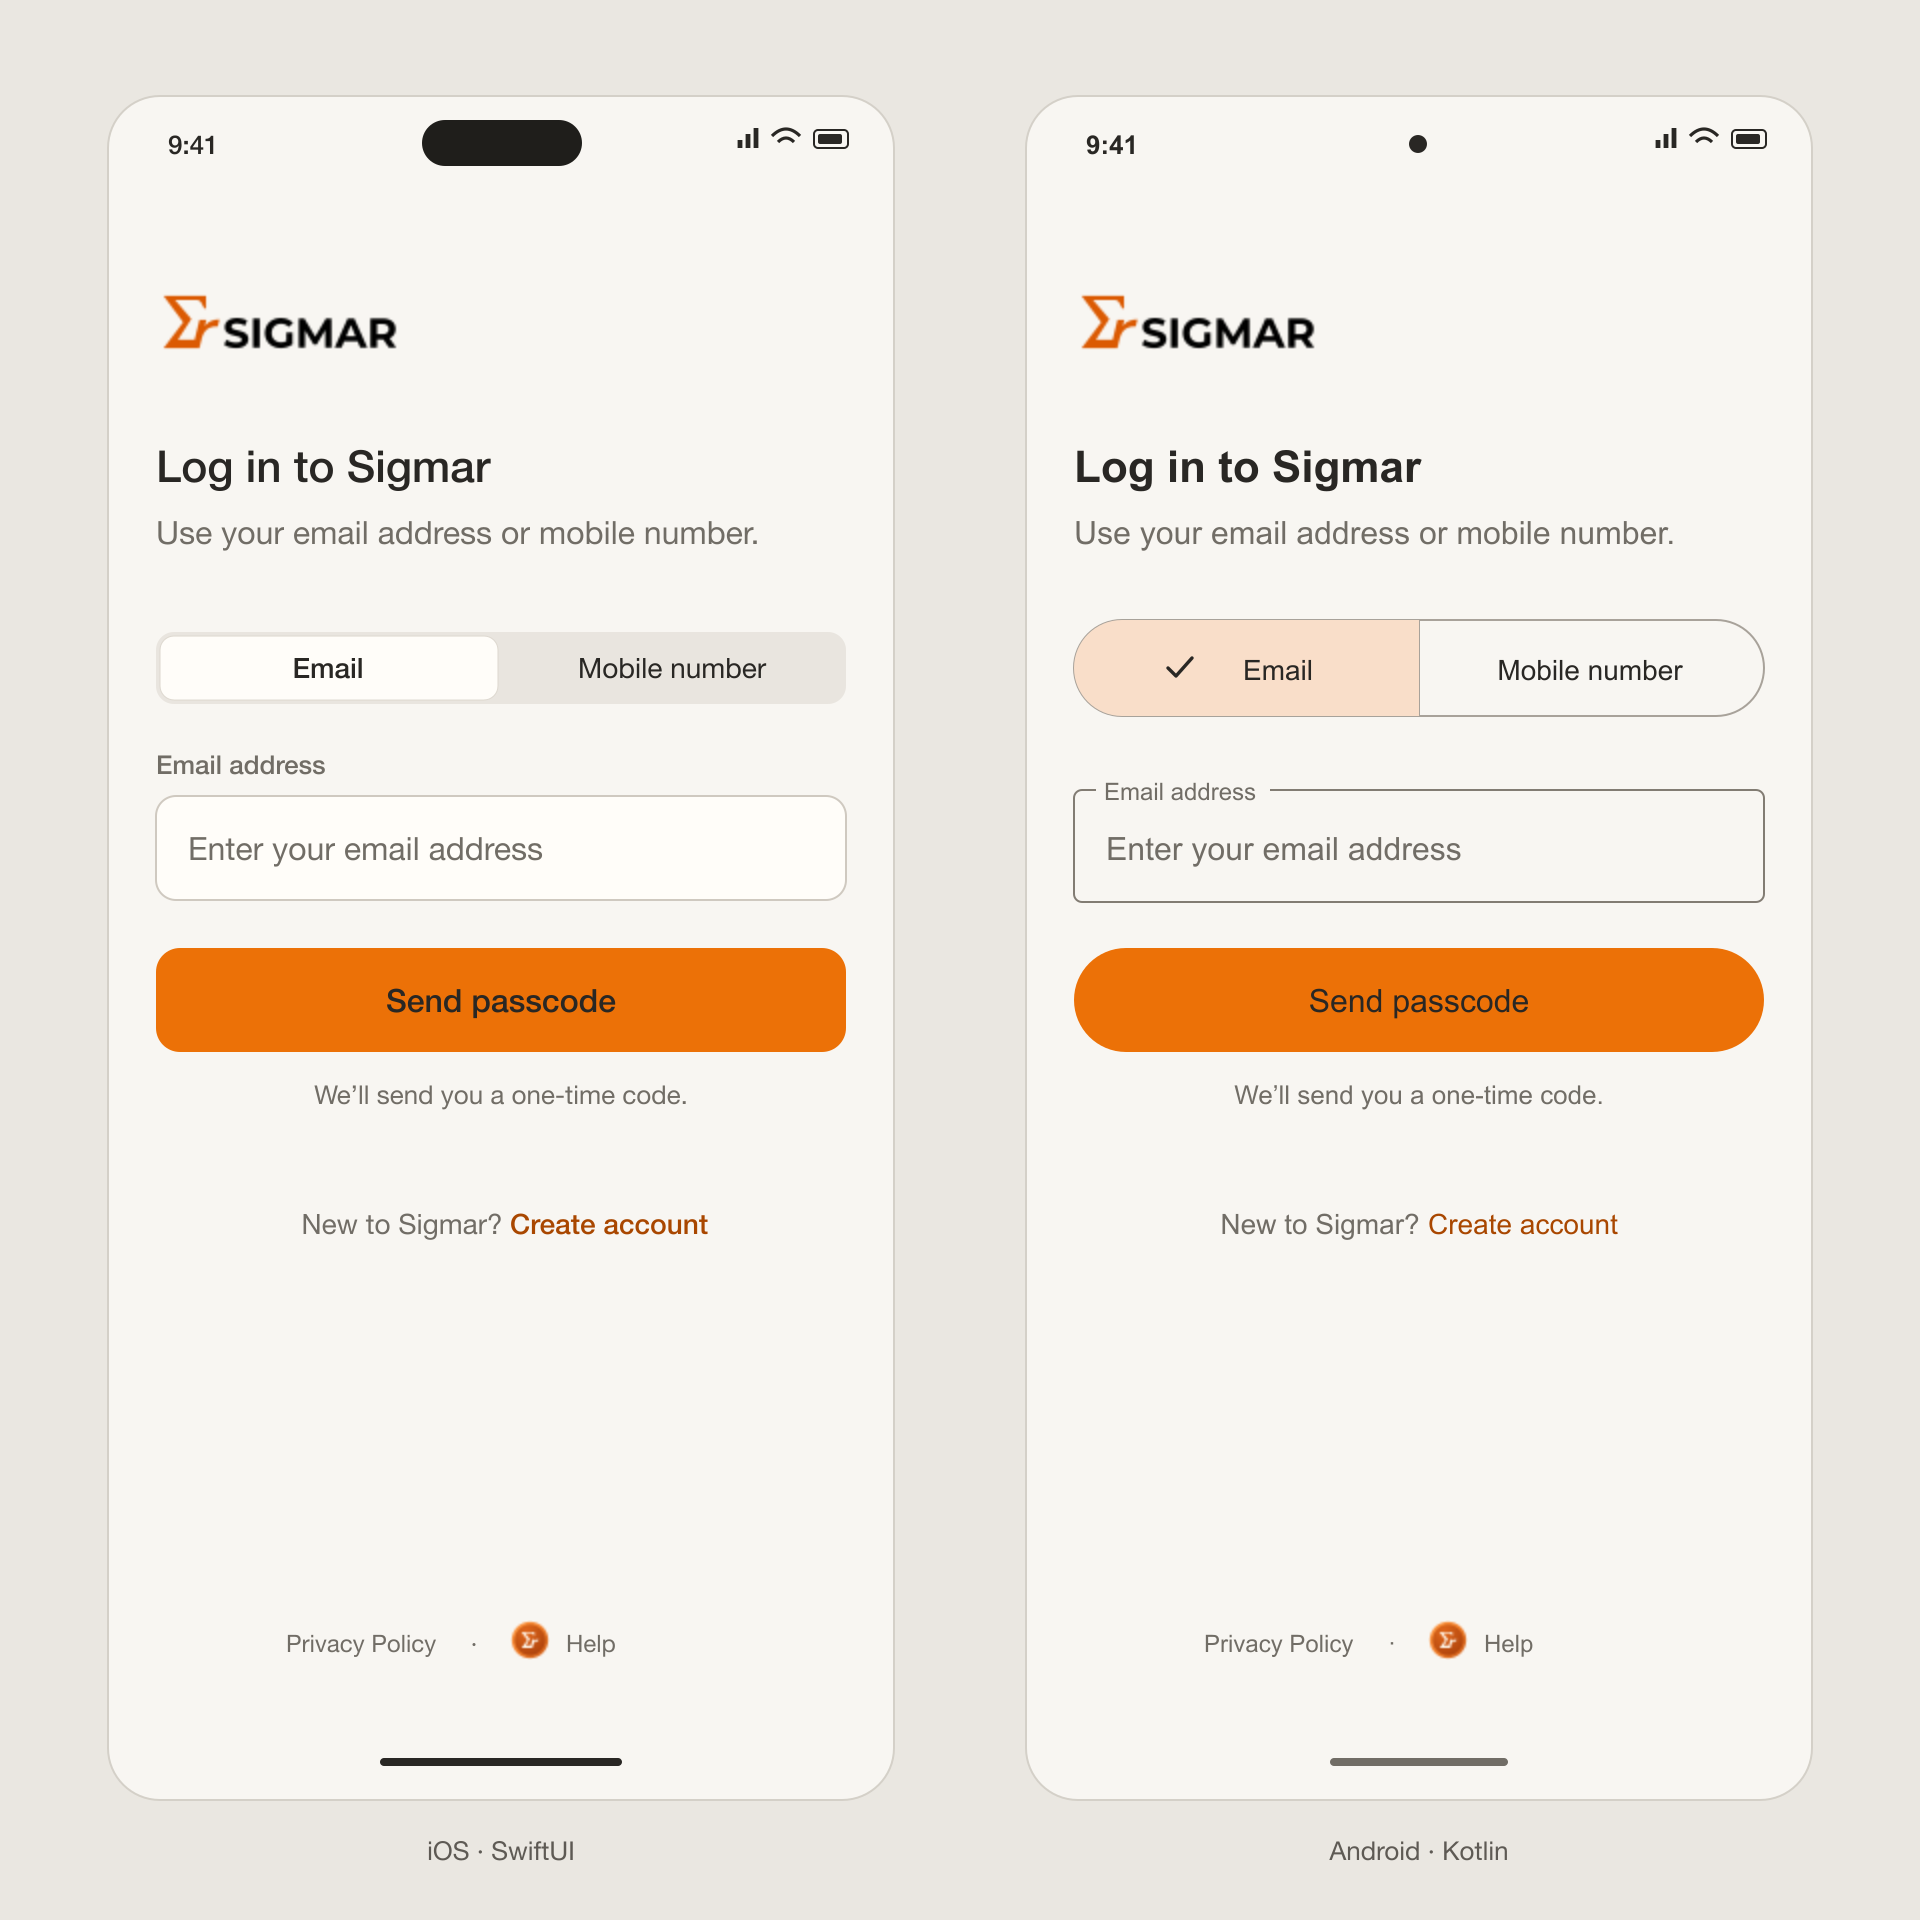 9:41
Σr SIGMAR
Log in to Sigmar
Use your email address or mobile number.
Email
Mobile number
Email address
Enter your email address
Send passcode
We’ll send you a one-time code.
New to Sigmar? Create account
Privacy Policy · Σr Help
iOS · SwiftUI
9:41
Σr SIGMAR
Log in to Sigmar
Use your email address or mobile number.
Email
Mobile number
Email address
Enter your email address
Send passcode
We’ll send you a one-time code.
New to Sigmar? Create account
Privacy Policy · Σr Help
Android · Kotlin